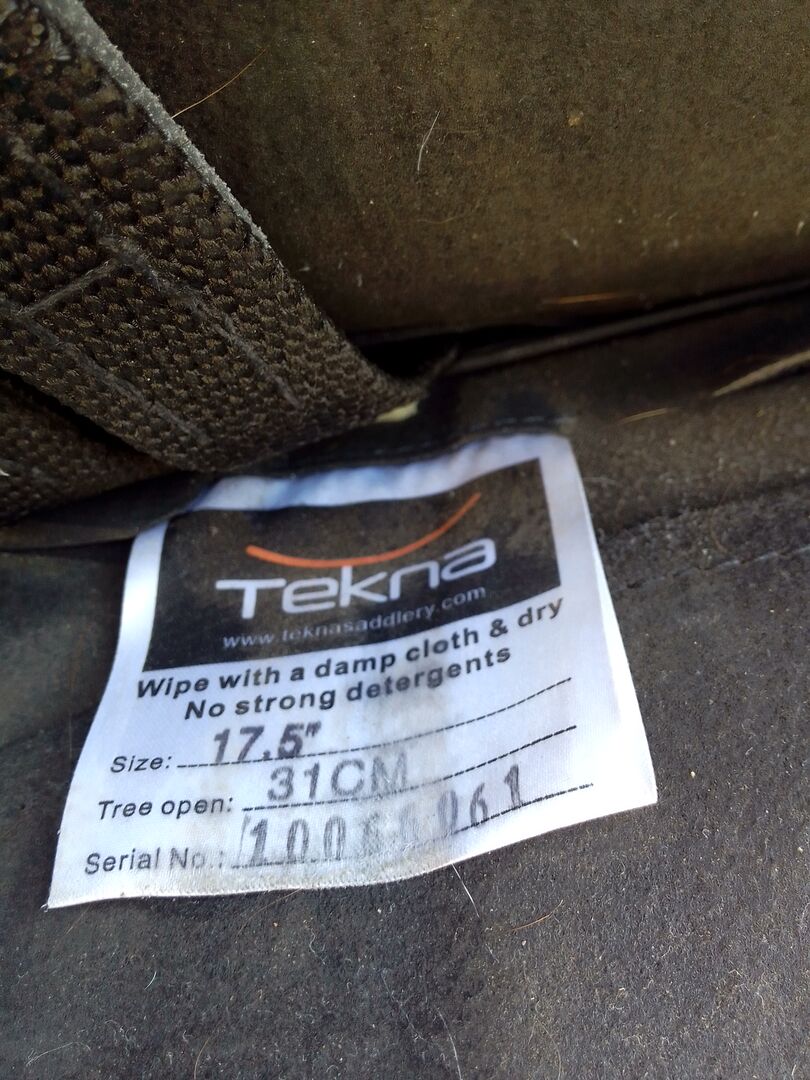 Tekna
www.teknasaddlery.com
Wipe with a damp cloth & dry
No strong detergents
Size: 17.5"
Tree open: 31CM
Serial No.: